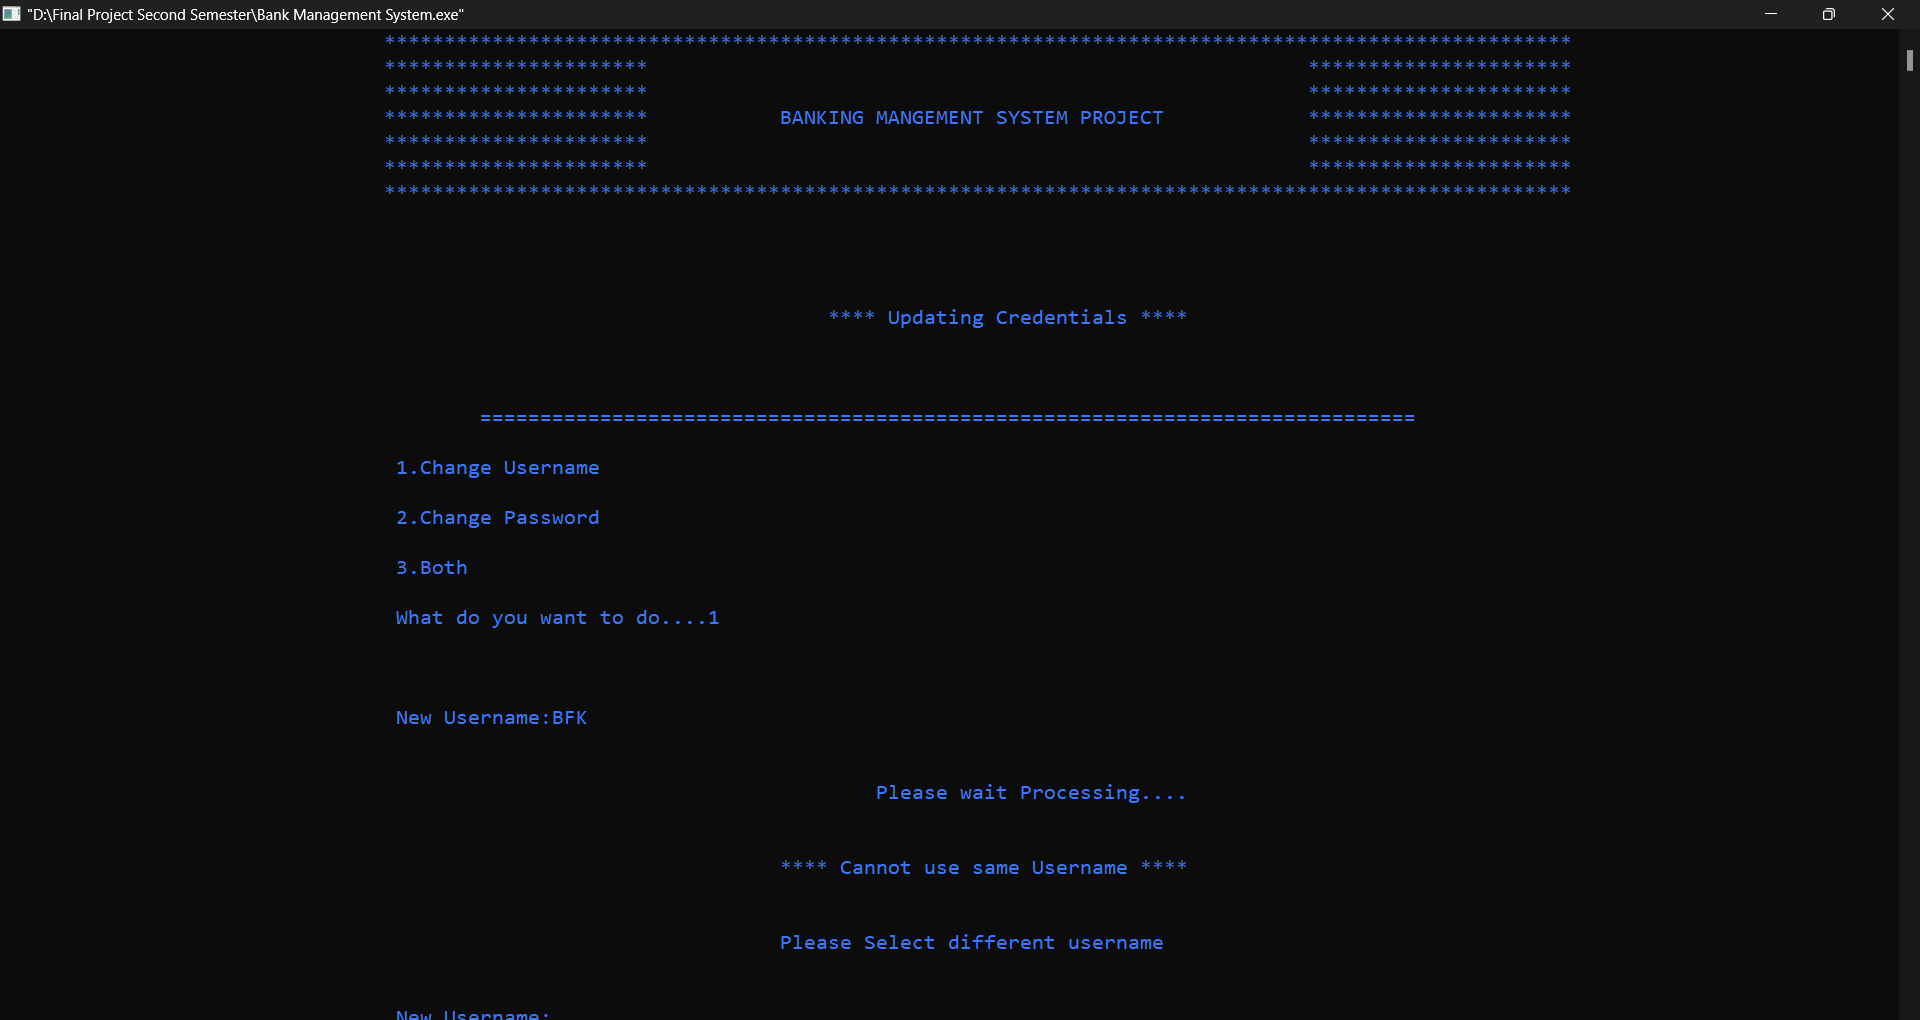 "D:\Final Project Second Semester\Bank Management System.exe"
***************************************************************************************************
********************** **********************
********************** **********************
********************** BANKING MANGEMENT SYSTEM PROJECT **********************
********************** **********************
********************** **********************
***************************************************************************************************
**** Updating Credentials ****
==============================================================================
1.Change Username
2.Change Password
3.Both
What do you want to do....1
New Username:BFK
Please wait Processing....
**** Cannot use same Username ****
Please Select different username
New Username: